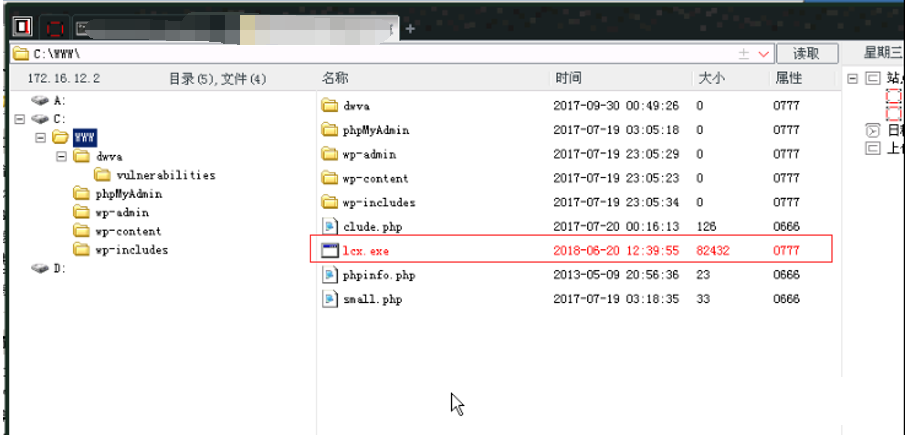 +
C:\WWW\ 读取 星期三
172.16.12.2 目录(5),文件(4) 名称 时间 大小 属性
A:
C:
WWW
dwva
vulnerabilities
phpMyAdmin
wp-admin
wp-content
wp-includes
D:
dwva 2017-09-30 00:49:26 0 0777
phpMyAdmin 2017-07-19 03:05:18 0 0777
wp-admin 2017-07-19 23:05:29 0 0777
wp-content 2017-07-19 23:05:23 0 0777
wp-includes 2017-07-19 23:05:34 0 0777
clude.php 2017-07-20 00:16:13 126 0666
lcx.exe 2018-06-20 12:39:55 82432 0777
phpinfo.php 2013-05-09 20:56:36 23 0666
small.php 2017-07-19 03:18:35 33 0666